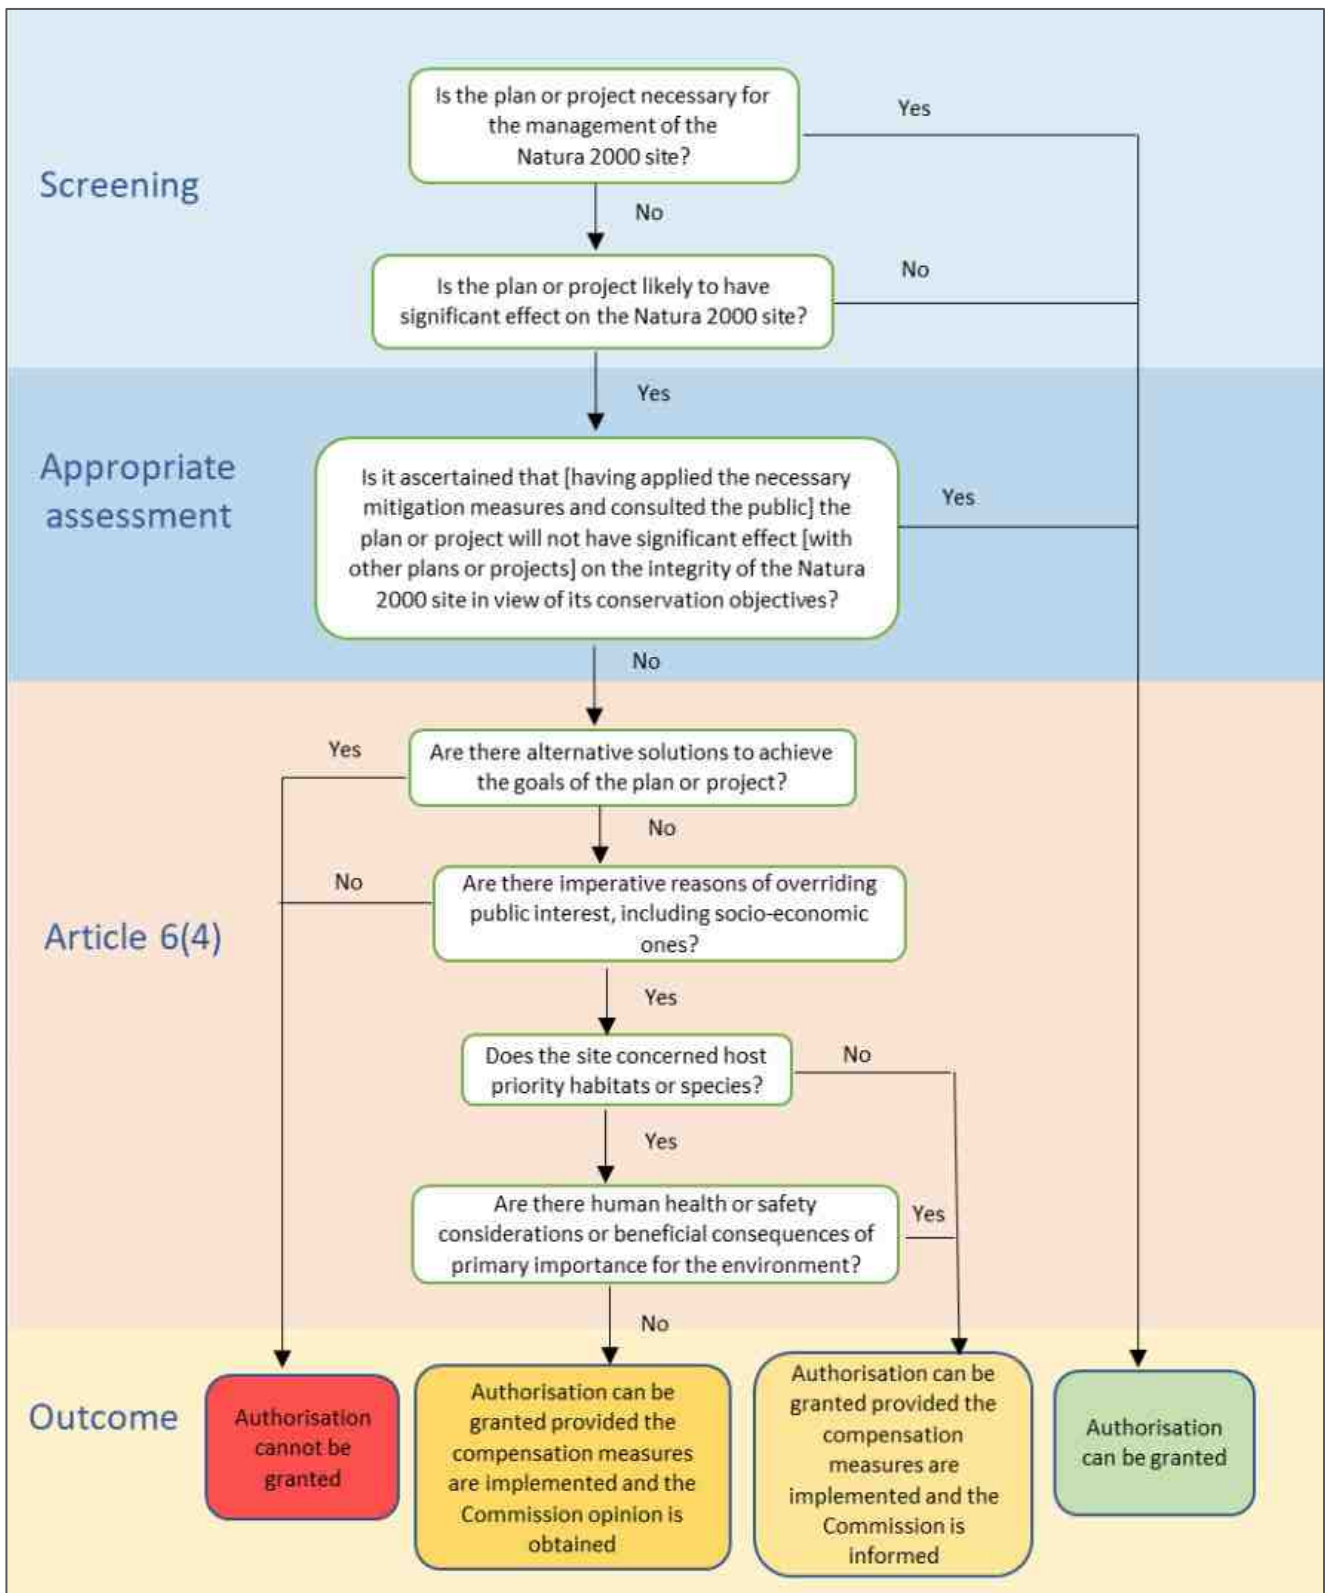 Is the plan or project necessary for
the management of the
Natura 2000 site?
Yes
Screening
No
Is the plan or project likely to have
significant effect on the Natura 2000 site?
No
Yes
Appropriate
assessment
Is it ascertained that [having applied the necessary
mitigation measures and consulted the public] the
plan or project will not have significant effect [with
other plans or projects] on the integrity of the Natura
2000 site in view of its conservation objectives?
Yes
No
Are there alternative solutions to achieve
the goals of the plan or project?
Yes
No
Are there imperative reasons of overriding
public interest, including socio-economic
ones?
No
Article 6(4)
Yes
Does the site concerned host
priority habitats or species?
No
Yes
Are there human health or safety
considerations or beneficial consequences of
primary importance for the environment?
Yes
No
Outcome
Authorisation
cannot be
granted
Authorisation can be
granted provided the
compensation measures
are implemented and the
Commission opinion is
obtained
Authorisation can be
granted provided the
compensation
measures are
implemented and the
Commission is
informed
Authorisation
can be granted